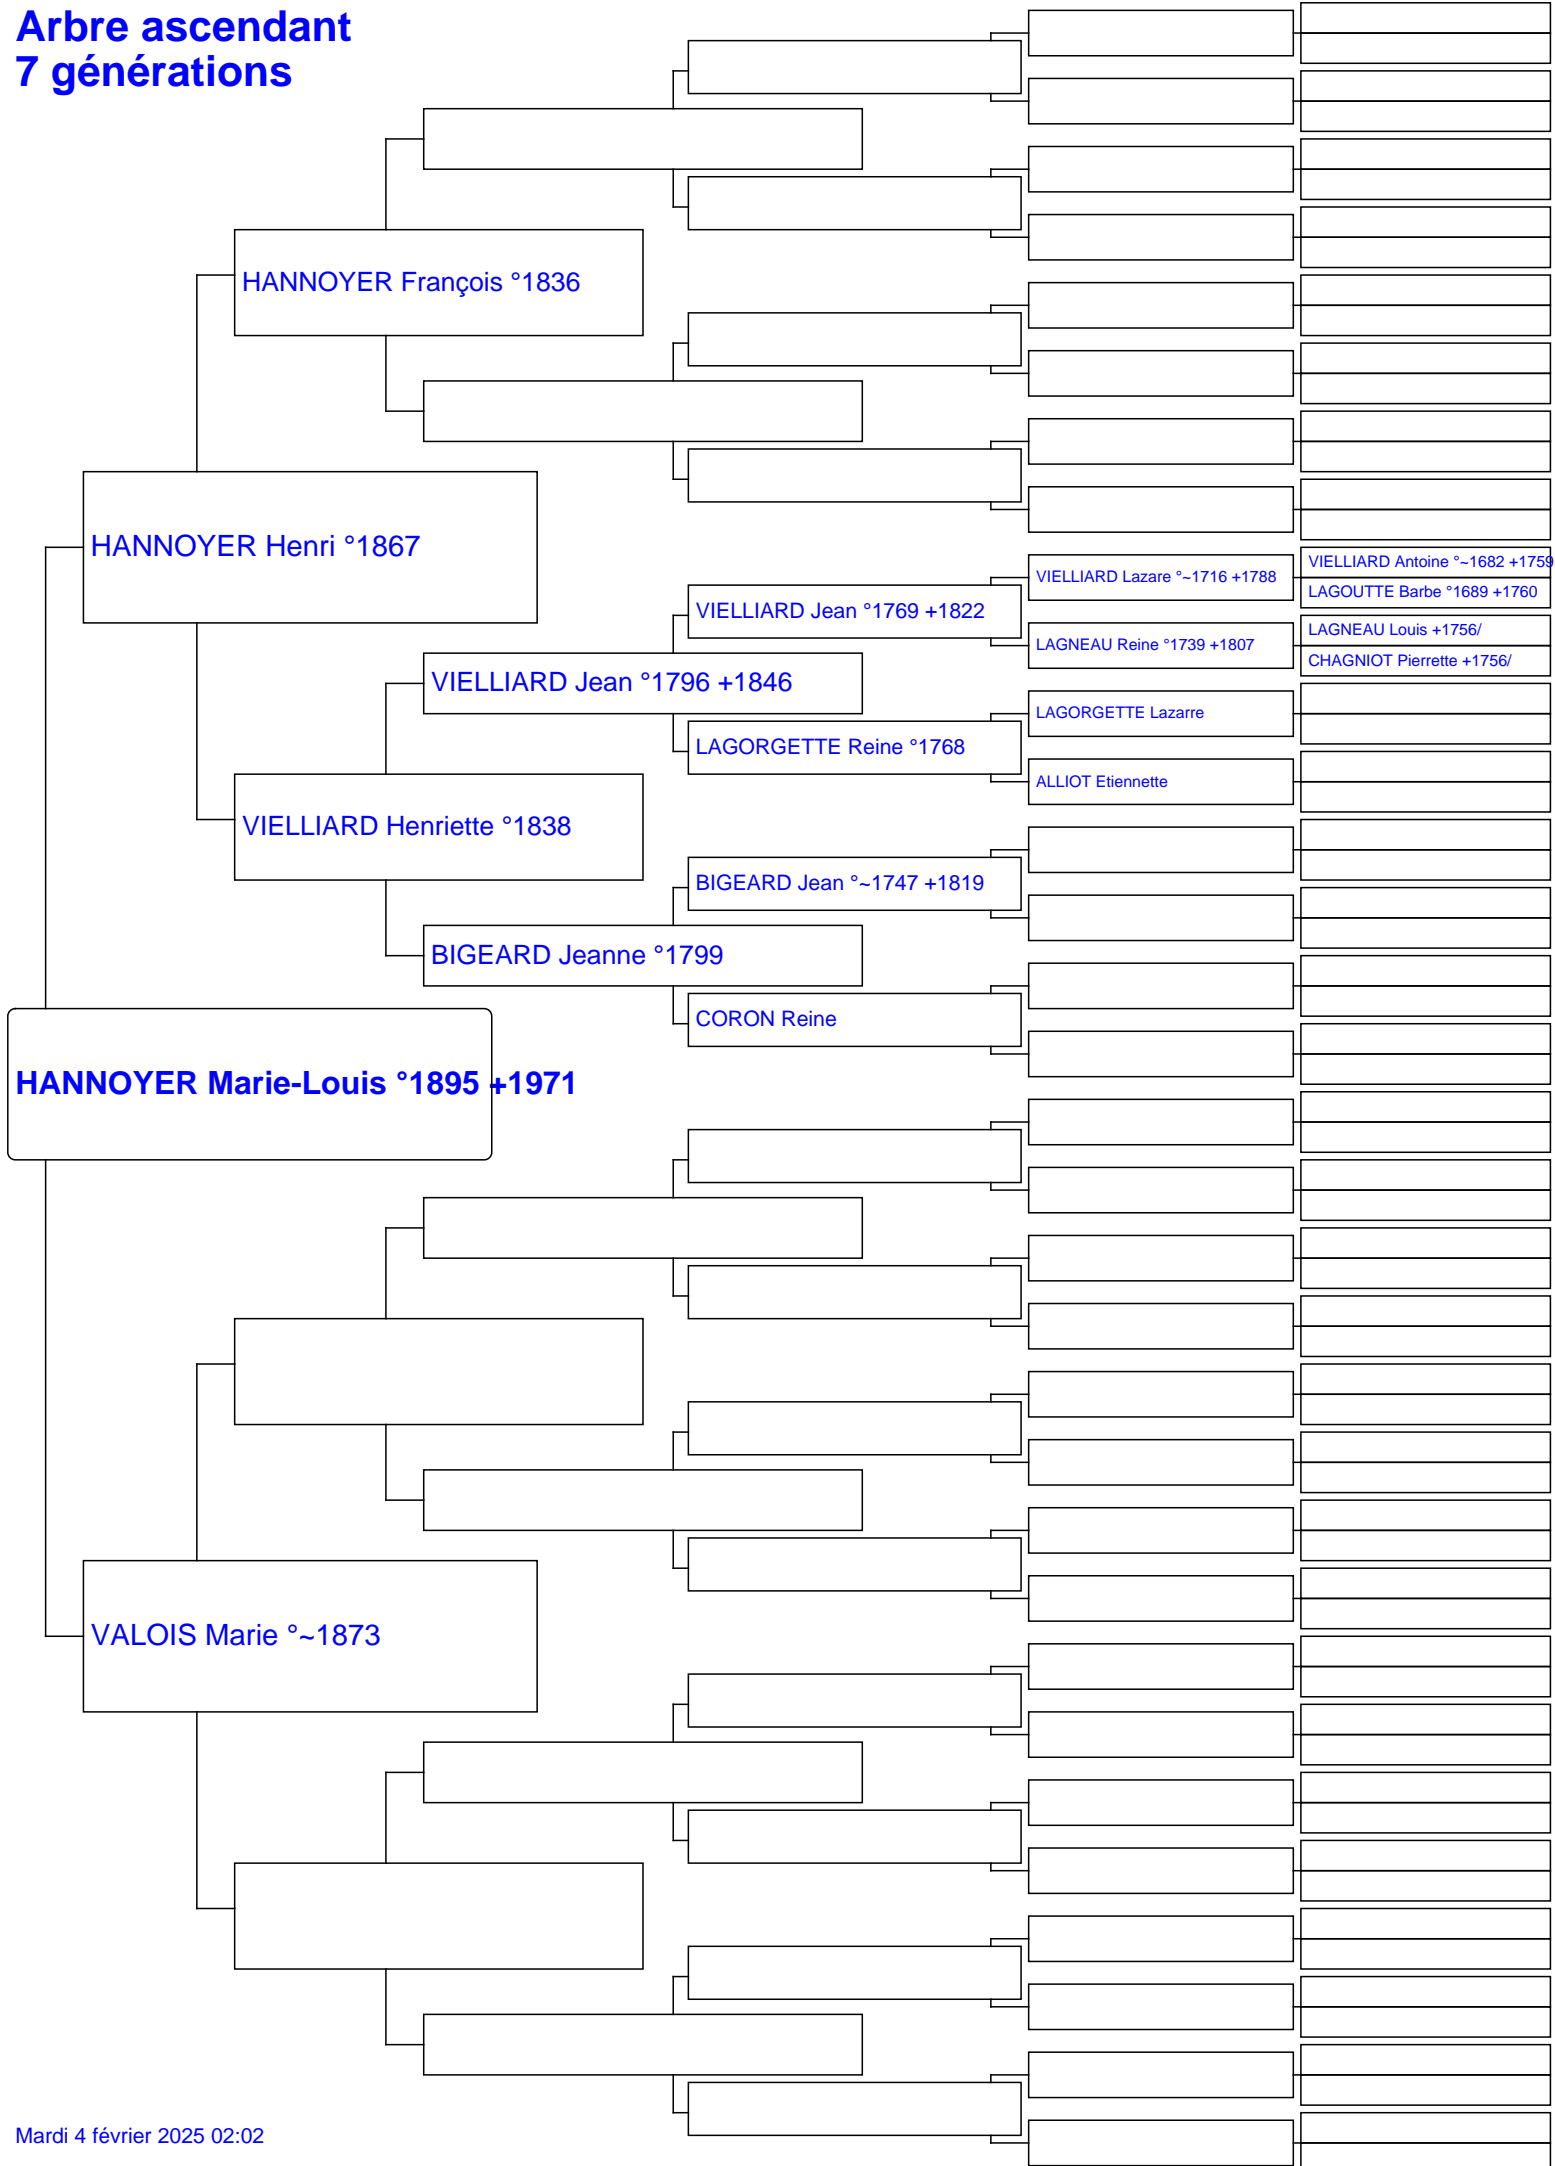 Arbre ascendant
7 générations
HANNOYER François °1836
HANNOYER Henri °1867
VIELLIARD Antoine °~1682 +1759
VIELLIARD Lazare °~1716 +1788
LAGOUTTE Barbe °1689 +1760
VIELLIARD Jean °1769 +1822
LAGNEAU Louis +1756/
LAGNEAU Reine °1739 +1807
CHAGNIOT Pierrette +1756/
VIELLIARD Jean °1796 +1846
LAGORGETTE Lazarre
LAGORGETTE Reine °1768
ALLIOT Etiennette
VIELLIARD Henriette °1838
BIGEARD Jean °~1747 +1819
BIGEARD Jeanne °1799
CORON Reine
HANNOYER Marie-Louis °1895 +1971
VALOIS Marie °~1873
Mardi 4 février 2025 02:02